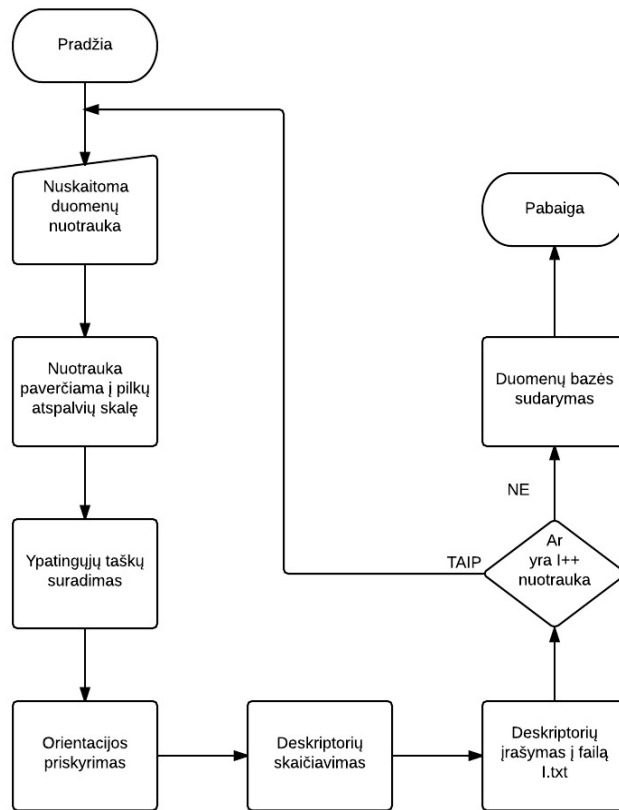 Pradžia
Nuskaitoma
duomenų
nuotrauka
Nuotrauka
paverčiama į pilkų
atspalvių skalę
Ypatingųjų taškų
suradimas
Orientacijos
priskyrimas
Deskriptorių
skaičiavimas
Deskriptorių
įrašymas į failą
I.txt
Ar
yra I++
nuotrauka
TAIP
NE
Duomenų bazės
sudarymas
Pabaiga